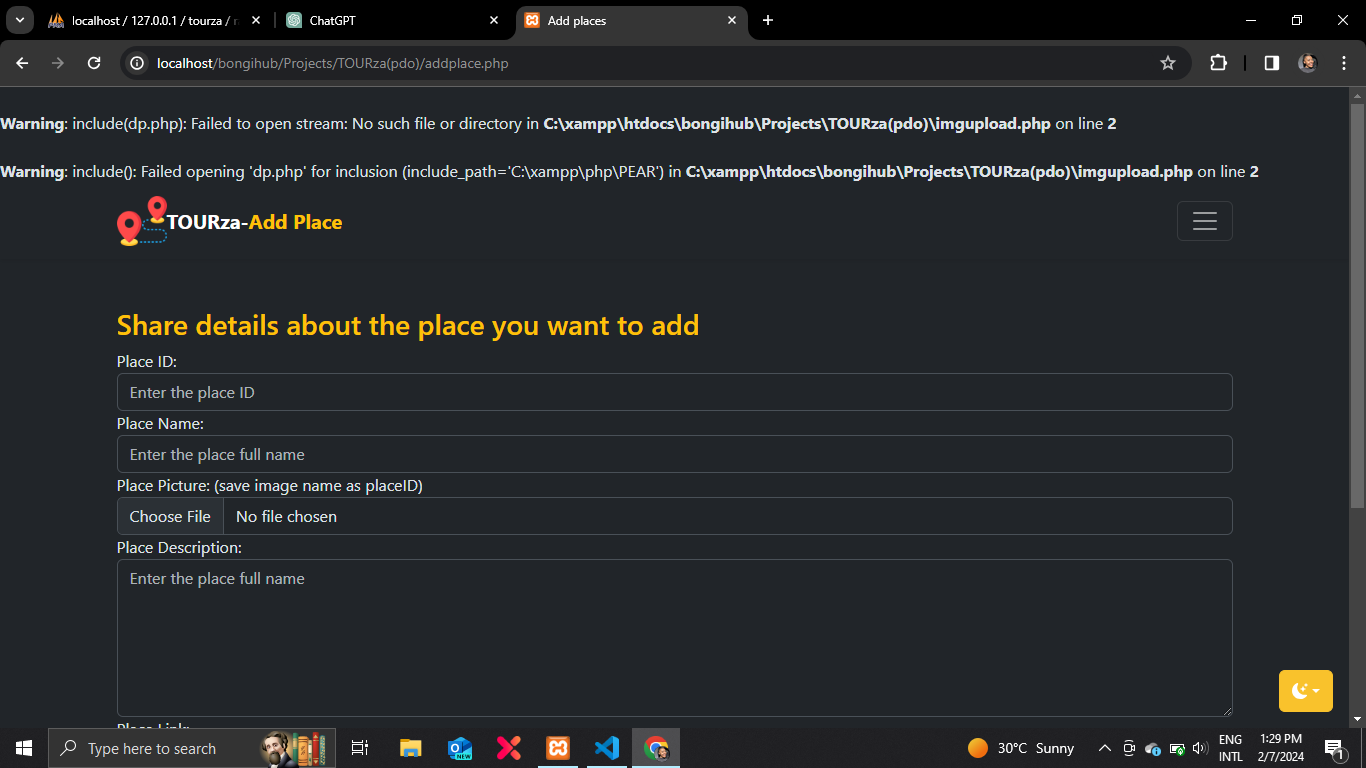 localhost / 127.0.0.1 / tourza / 
ChatGPT
Add places
localhost/bongihub/Projects/TOURza(pdo)/addplace.php
Warning: include(dp.php): Failed to open stream: No such file or directory in C:\xampp\htdocs\bongihub\Projects\TOURza(pdo)\imgupload.php on line 2
Warning: include(): Failed opening 'dp.php' for inclusion (include_path='C:\xampp\php\PEAR') in C:\xampp\htdocs\bongihub\Projects\TOURza(pdo)\imgupload.php on line 2
TOURza-Add Place
Share details about the place you want to add
Place ID:
Enter the place ID
Place Name:
Enter the place full name
Place Picture: (save image name as placeID)
Choose File No file chosen
Place Description:
Enter the place full name
Place Link:
Type here to search
NEW
30°C Sunny
ENG
INTL
1:29 PM
2/7/2024
1